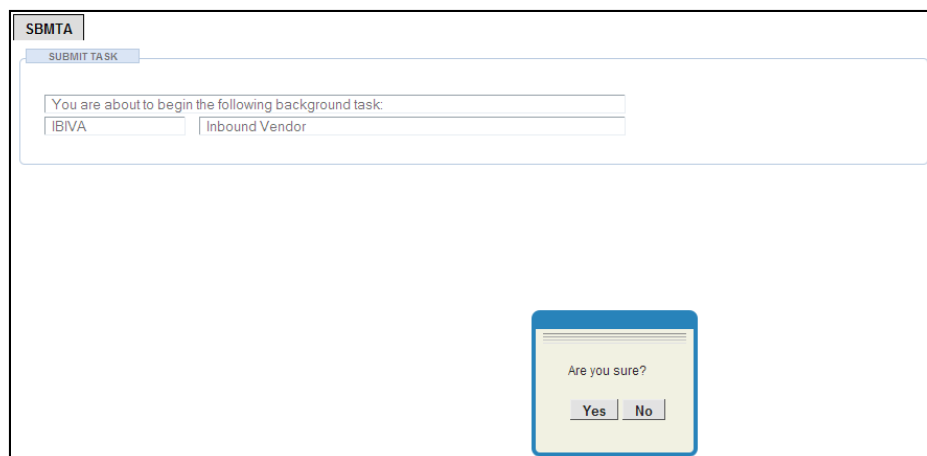 SBMTA
SUBMIT TASK
You are about to begin the following background task:
IBIVA Inbound Vendor
Are you sure?
Yes No